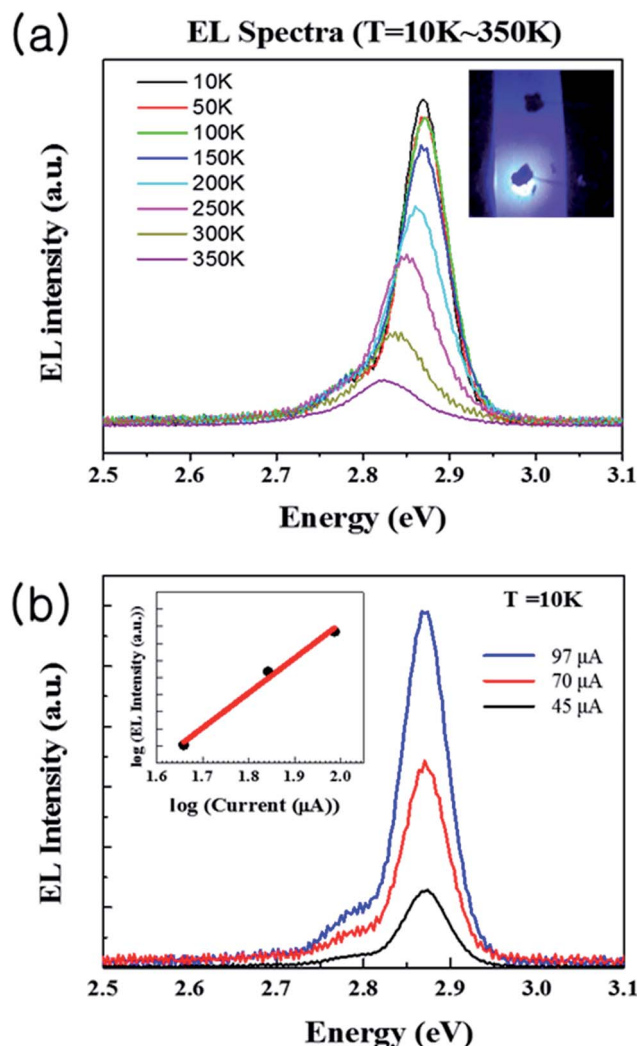 (a)
EL Spectra (T=10K~350K)
10K
50K
100K
150K
200K
250K
300K
350K
EL intensity (a.u.)
2.5 2.6 2.7 2.8 2.9 3.0 3.1
Energy (eV)
(b)
T =10K
97 μA
70 μA
45 μA
log (EL Intensity (a.u.))
1.6 1.7 1.8 1.9 2.0
log (Current (μA))
EL Intensity (a.u.)
2.5 2.6 2.7 2.8 2.9 3.0 3.1
Energy (eV)